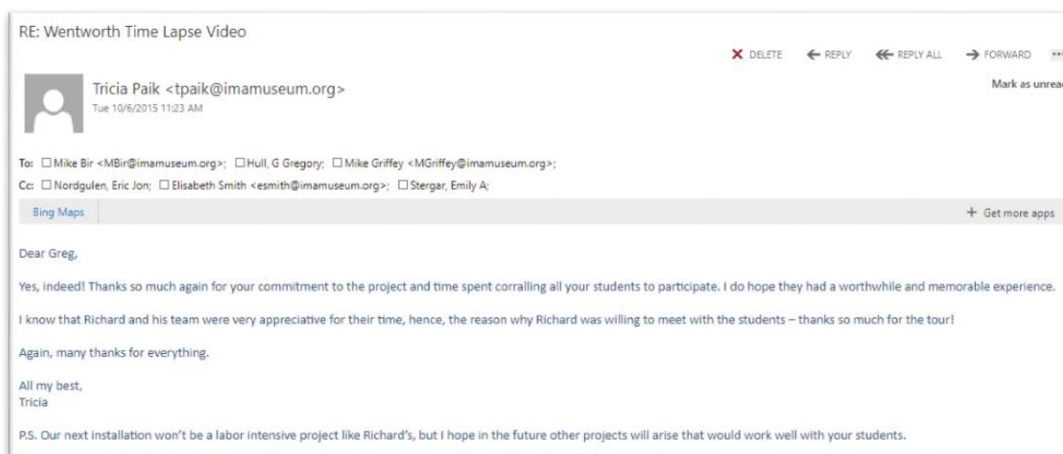 RE: Wentworth Time Lapse Video
DELETE REPLY REPLY ALL FORWARD
Tricia Paik <tpaik@imamuseum.org>
Mark as unread
Tue 10/6/2015 11:23 AM
To: Mike Bir <MBir@imamuseum.org>; Hull, G Gregory; Mike Griffey <MGriffey@imamuseum.org>;
Cc: Nordgulen, Eric Jon; Elisabeth Smith <esmith@imamuseum.org>; Stergar, Emily A;
Bing Maps + Get more apps
Dear Greg,
Yes, indeed! Thanks so much again for your commitment to the project and time spent corralling all your students to participate. I do hope they had a worthwhile and memorable experience.
I know that Richard and his team were very appreciative for their time, hence, the reason why Richard was willing to meet with the students – thanks so much for the tour!
Again, many thanks for everything.
All my best,
Tricia
P.S. Our next installation won't be a labor intensive project like Richard's, but I hope in the future other projects will arise that would work well with your students.